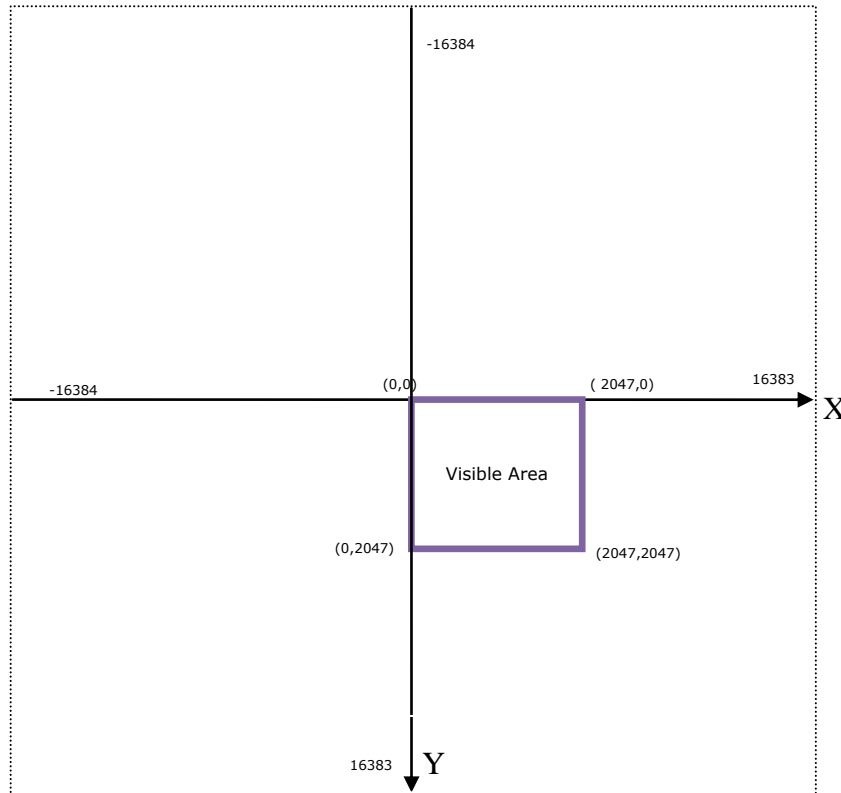 -16384
-16384
(0,0)
( 2047,0)
16383
X
Visible Area
(0,2047)
(2047,2047)
16383
Y